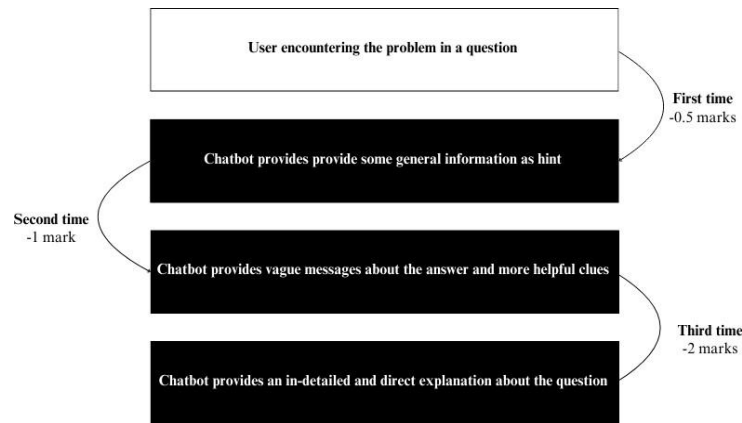 User encountering the problem in a question
First time
-0.5 marks
Chatbot provides provide some general information as hint
Second time
-1 mark
Chatbot provides vague messages about the answer and more helpful clues
Third time
-2 marks
Chatbot provides an in-detailed and direct explanation about the question